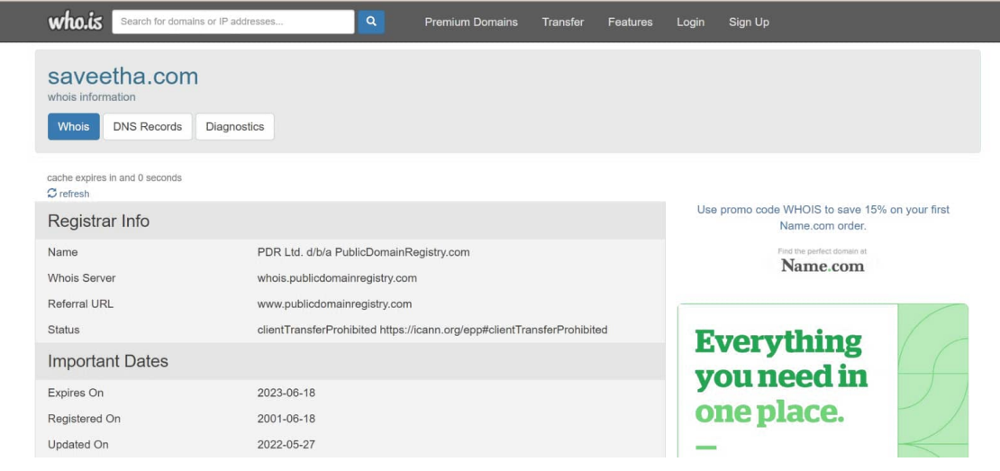 who.is Search for domains or IP addresses... Premium Domains Transfer Features Login Sign Up
saveetha.com
whois information
Whois DNS Records Diagnostics
cache expires in and 0 seconds
refresh
Registrar Info
Name PDR Ltd. d/b/a PublicDomainRegistry.com
Whois Server whois.publicdomainregistry.com
Referral URL www.publicdomainregistry.com
Status clientTransferProhibited https://icann.org/epp#clientTransferProhibited
Important Dates
Expires On 2023-06-18
Registered On 2001-06-18
Updated On 2022-05-27
Use promo code WHOIS to save 15% on your first
Name.com order.
Find the perfect domain at
Name.com
Everything
you need in
one place.